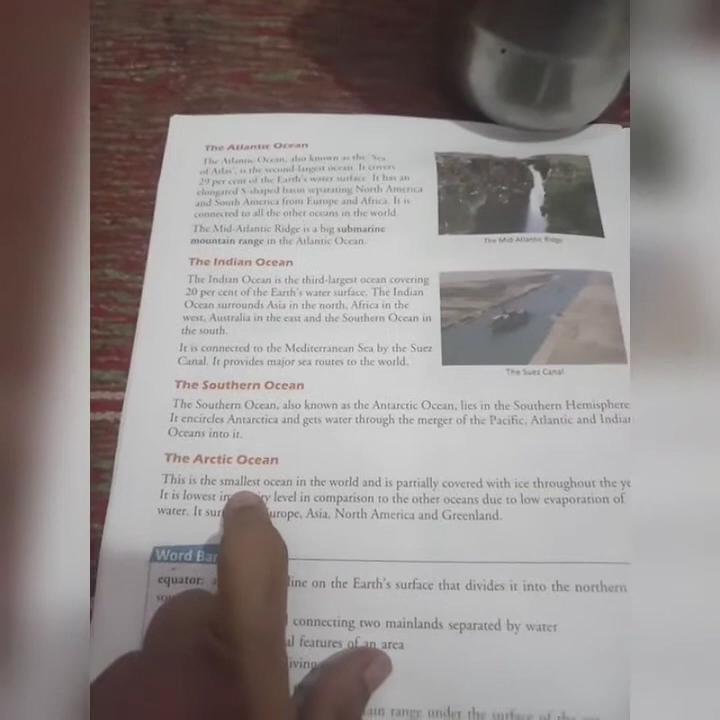 The Atlantic Ocean
The Atlantic Ocean, also known as the 'Sea
of Atlas', is the second-largest ocean. It covers
29 per cent of the Earth's water surface. It has an
elongated S-shaped basin separating North America
and South America from Europe and Africa. It is
connected to all the other oceans in the world.
The Mid-Atlantic Ridge is a big submarine
mountain range in the Atlantic Ocean.
The Mid-Atlantic Ridge
The Indian Ocean
The Indian Ocean is the third-largest ocean covering
20 per cent of the Earth's water surface. The Indian
Ocean surrounds Asia in the north, Africa in the
west, Australia in the east and the Southern Ocean in
the south.
It is connected to the Mediterranean Sea by the Suez
Canal. It provides major sea routes to the world.
The Suez Canal
The Southern Ocean
The Southern Ocean, also known as the Antarctic Ocean, lies in the Southern Hemisphere
It encircles Antarctica and gets water through the merger of the Pacific, Atlantic and Indian
Oceans into it.
The Arctic Ocean
This is the smallest ocean in the world and is partially covered with ice throughout the
It is lowest in level in comparison to the other oceans due to low evaporation of
water. It Europe, Asia, North America and Greenland.
Word
equator: line on the Earth's surface that divides it into the northern
connecting two mainlands separated by water
features of an area
living
range under the surface of the